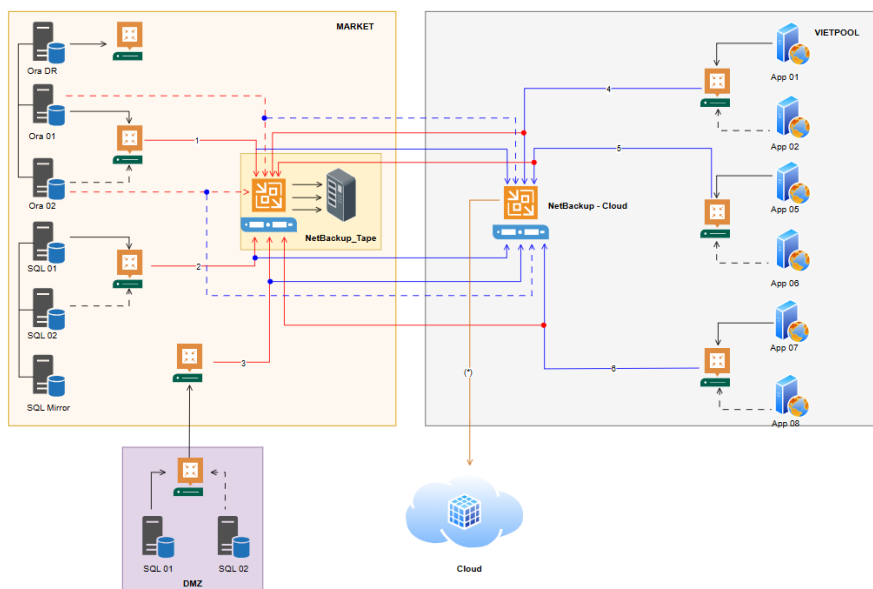 MARKET
VIETPOOL
Ora DR
App 01
4
Ora 01
App 02
1
5
Ora 02
App 05
NetBackup - Cloud
NetBackup_Tape
SQL 01
2
App 06
SQL 02
App 07
3
(*)
6
SQL Mirror
App 08
SQL 01
SQL 02
Cloud
DMZ